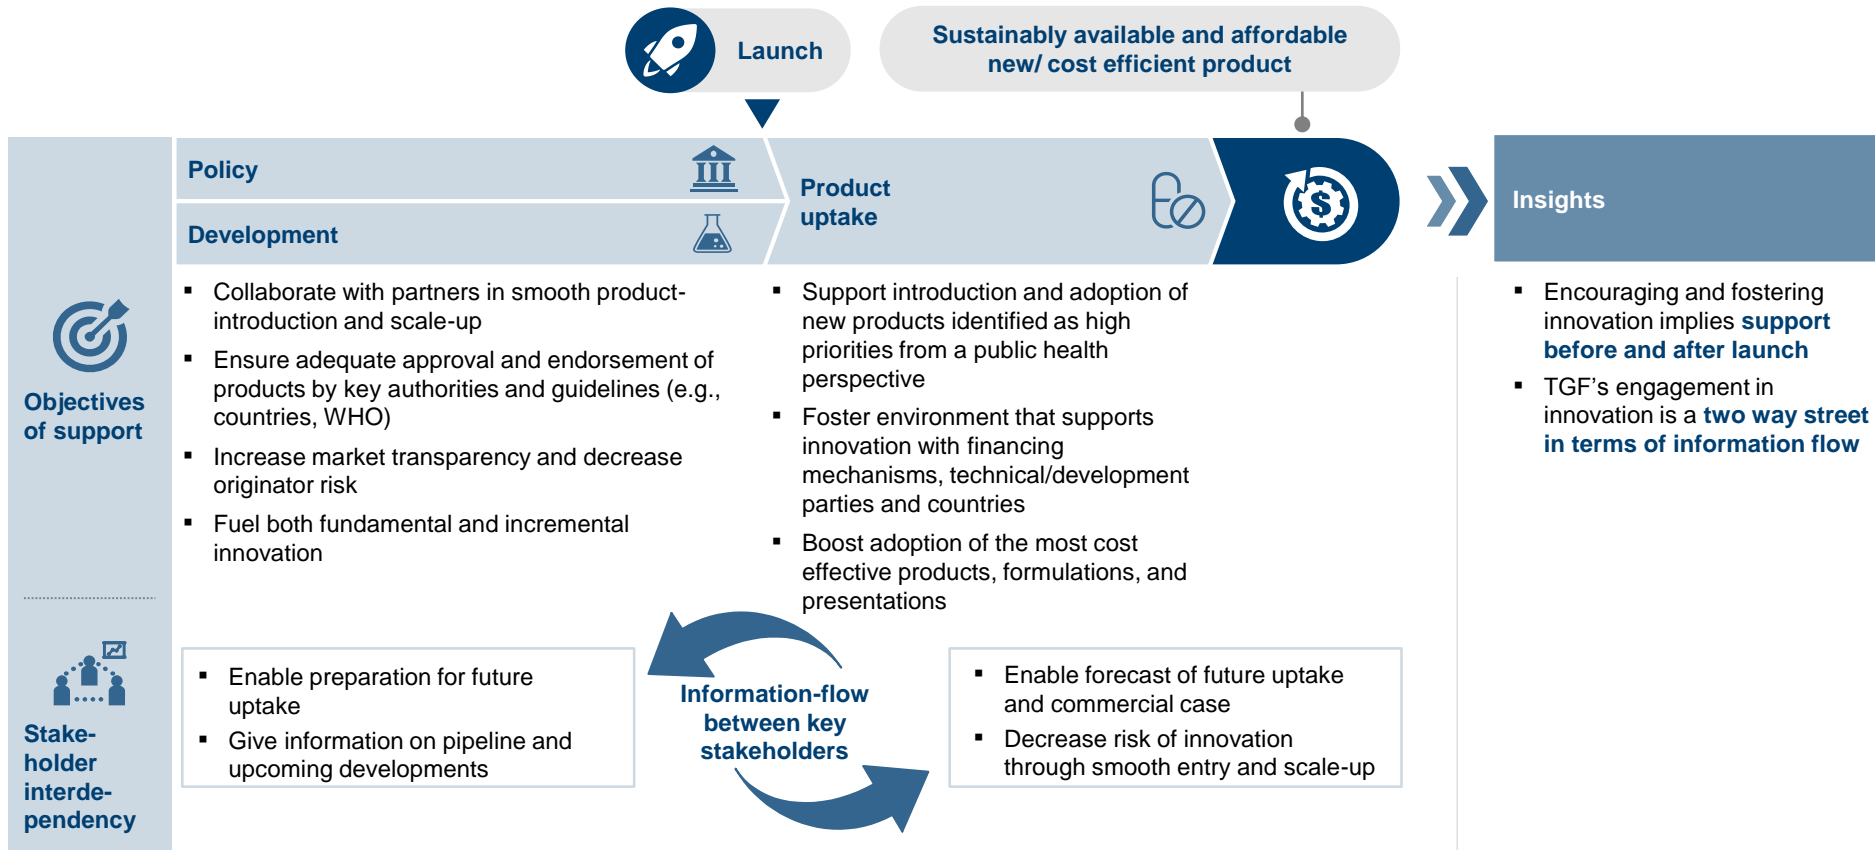 Launch
Sustainably available and affordable
new/ cost efficient product
Policy
Development
Product
uptake
Insights
Objectives
of support
▪ Collaborate with partners in smooth product-
introduction and scale-up
▪ Ensure adequate approval and endorsement of
products by key authorities and guidelines (e.g.,
countries, WHO)
▪ Increase market transparency and decrease
originator risk
▪ Fuel both fundamental and incremental
innovation
▪ Support introduction and adoption of
new products identified as high
priorities from a public health
perspective
▪ Foster environment that supports
innovation with financing
mechanisms, technical/development
parties and countries
▪ Boost adoption of the most cost
effective products, formulations, and
presentations
▪ Encouraging and fostering
innovation implies support
before and after launch
▪ TGF’s engagement in
innovation is a two way street
in terms of information flow
Stake-
holder
interde-
pendency
▪ Enable preparation for future
uptake
▪ Give information on pipeline and
upcoming developments
Information-flow
between key
stakeholders
▪ Enable forecast of future uptake
and commercial case
▪ Decrease risk of innovation
through smooth entry and scale-up